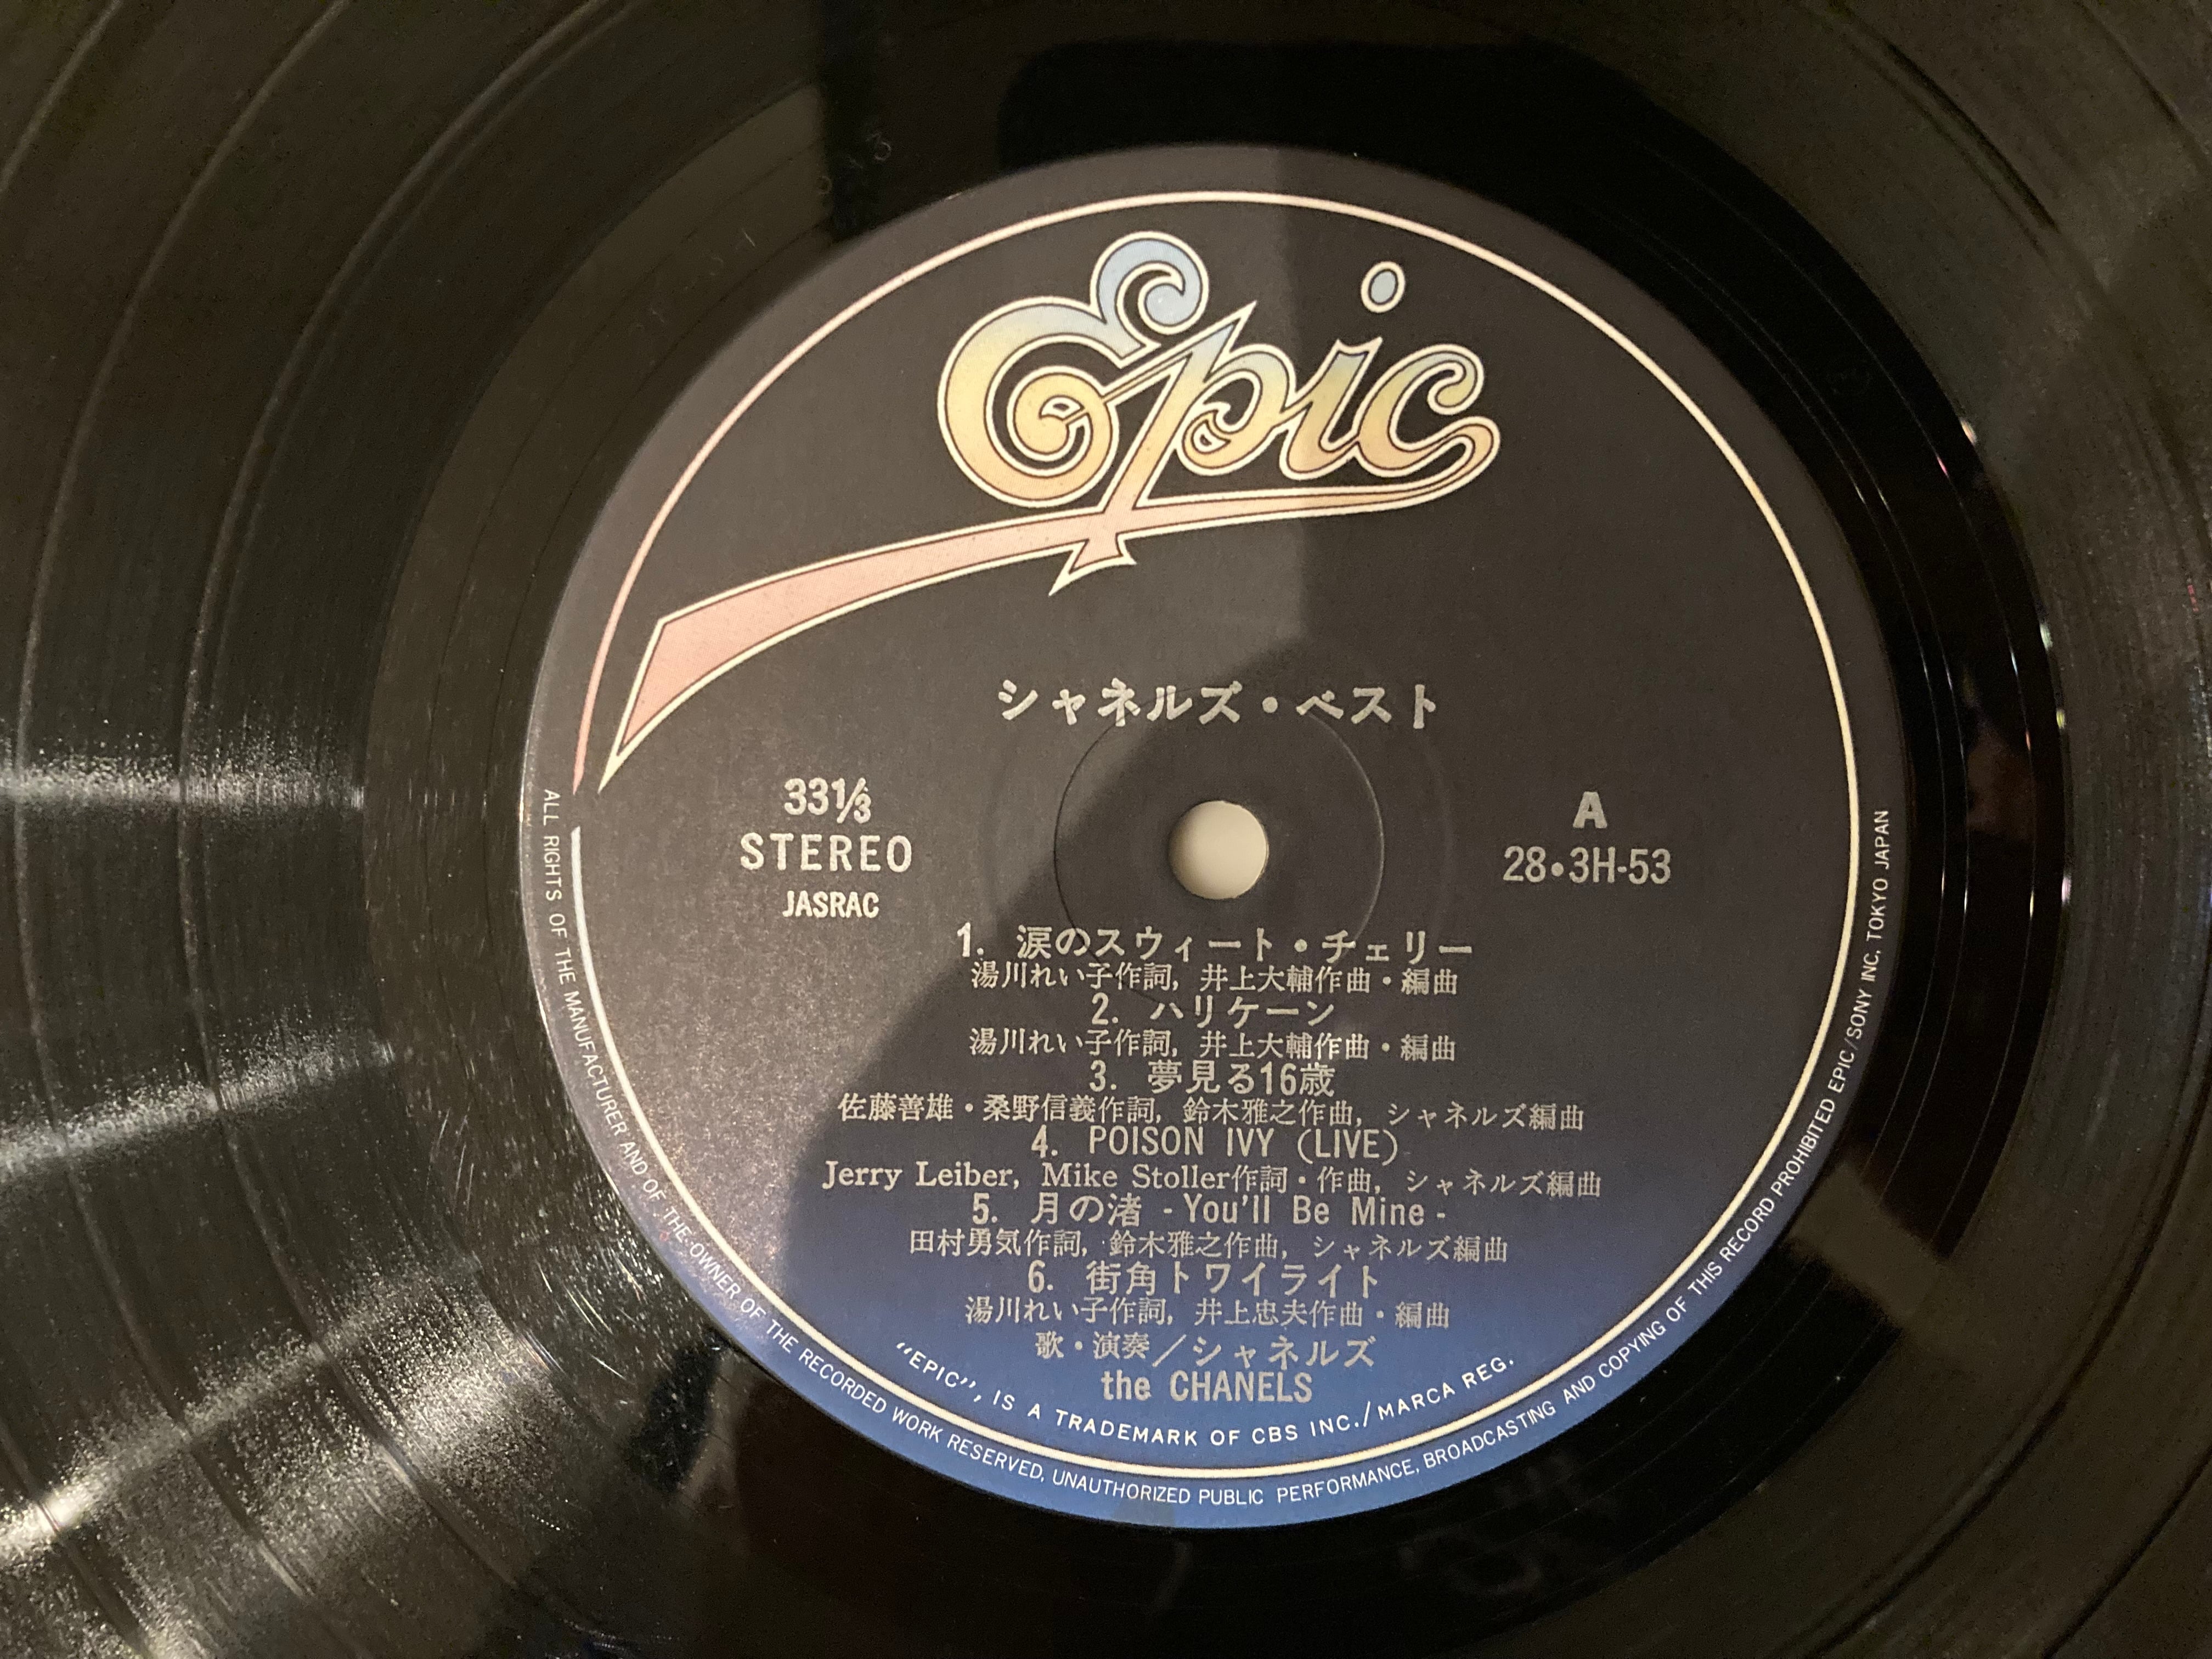 Epic
シャネルズ・ベスト
33⅓
STEREO
JASRAC
A
28・3H-53
1. 涙のスウィート・チェリー
湯川れい子作詞, 井上大輔作曲・編曲
2. ハリケーン
湯川れい子作詞, 井上大輔作曲・編曲
3. 夢見る16歳
佐藤善雄・桑野信義作詞, 鈴木雅之作曲, シャネルズ編曲
4. POISON IVY (LIVE)
Jerry Leiber, Mike Stoller作詞・作曲, シャネルズ編曲
5. 月の渚 - You'll Be Mine -
田村勇気作詞, 鈴木雅之作曲, シャネルズ編曲
6. 街角トワイライト
湯川れい子作詞, 井上忠夫作曲・編曲
歌・演奏／シャネルズ
the CHANELS
"EPIC", IS A TRADEMARK OF CBS INC./MARCA REG.
ALL RIGHTS OF THE MANUFACTURER AND OF THE OWNER OF THE RECORDED WORK RESERVED, UNAUTHORIZED PUBLIC PERFORMANCE, BROADCASTING AND COPYING OF THIS RECORD PROHIBITED EPIC/SONY INC, TOKYO JAPAN